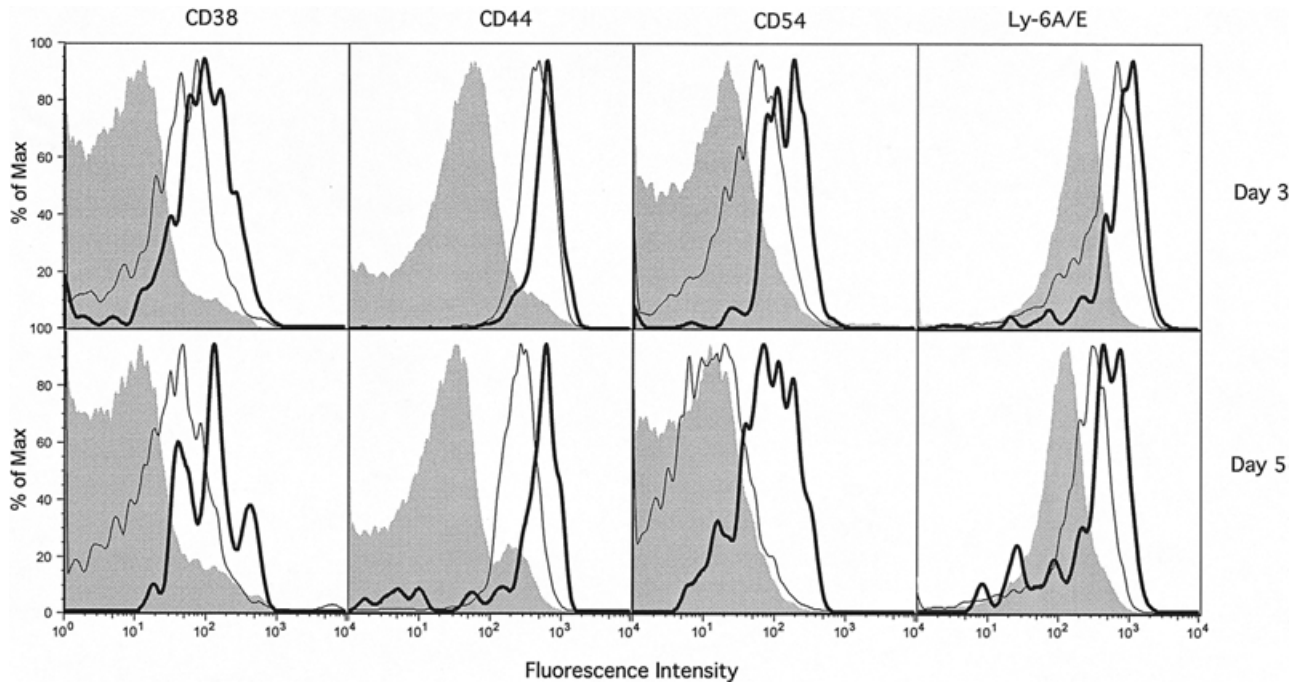 CD38 CD44 CD54 Ly-6A/E
100
80
60
40
20
100
% of Max
Day 3
80
60
40
20
0
% of Max
Day 5
10⁰ 10¹ 10² 10³ 10⁴ 10² 10³ 10⁴ 10¹ 10² 10³ 10⁴ 10¹ 10² 10³ 10⁴
Fluorescence Intensity